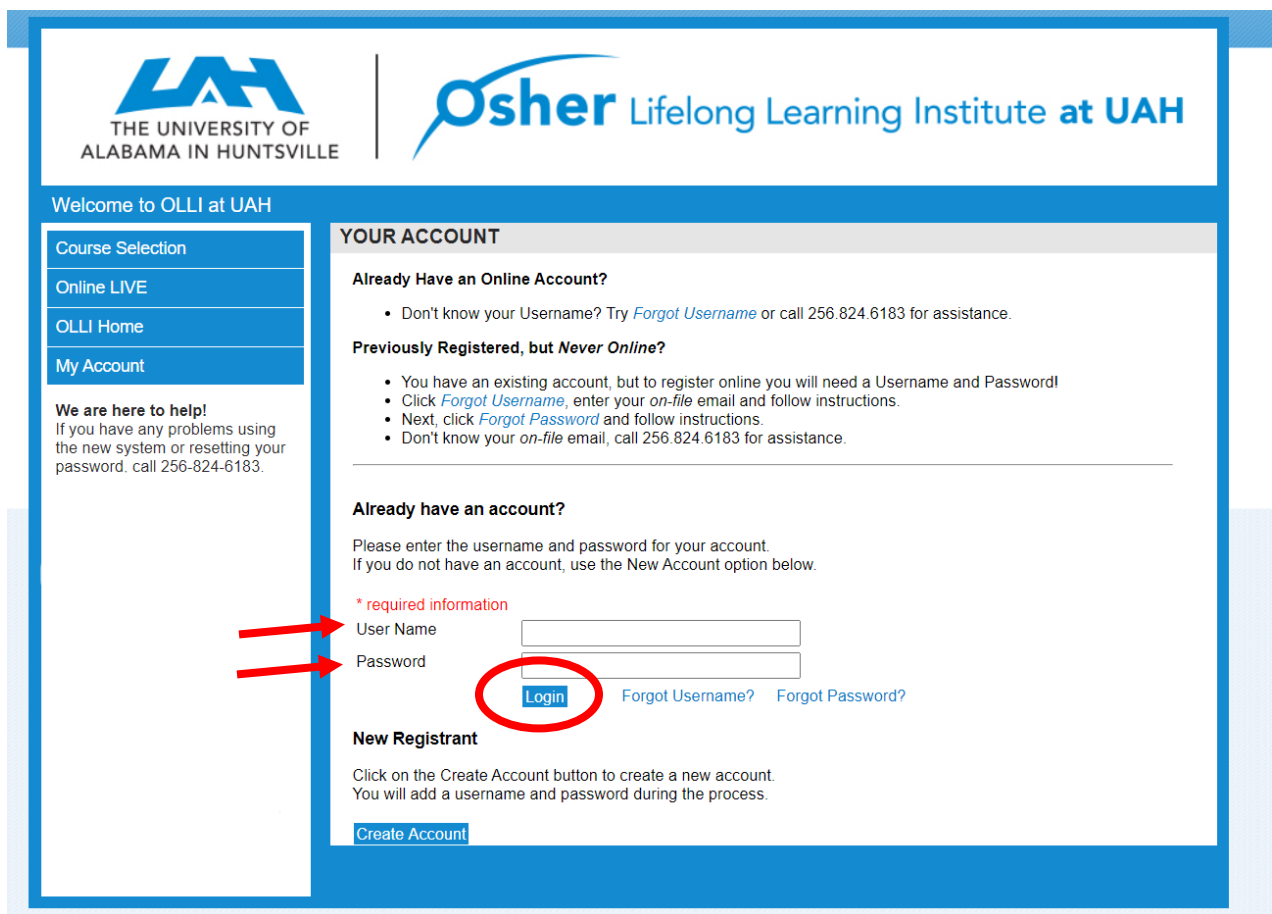 UAH
THE UNIVERSITY OF
ALABAMA IN HUNTSVILLE
Osher Lifelong Learning Institute at UAH
Welcome to OLLI at UAH
Course Selection
Online LIVE
OLLI Home
My Account
We are here to help!
If you have any problems using
the new system or resetting your
password. call 256-824-6183.
YOUR ACCOUNT
Already Have an Online Account?
• Don't know your Username? Try Forgot Username or call 256.824.6183 for assistance.
Previously Registered, but Never Online?
• You have an existing account, but to register online you will need a Username and Password!
• Click Forgot Username, enter your on-file email and follow instructions.
• Next, click Forgot Password and follow instructions.
• Don't know your on-file email, call 256.824.6183 for assistance.
Already have an account?
Please enter the username and password for your account.
If you do not have an account, use the New Account option below.
* required information
User Name
Password
Login Forgot Username? Forgot Password?
New Registrant
Click on the Create Account button to create a new account.
You will add a username and password during the process.
Create Account